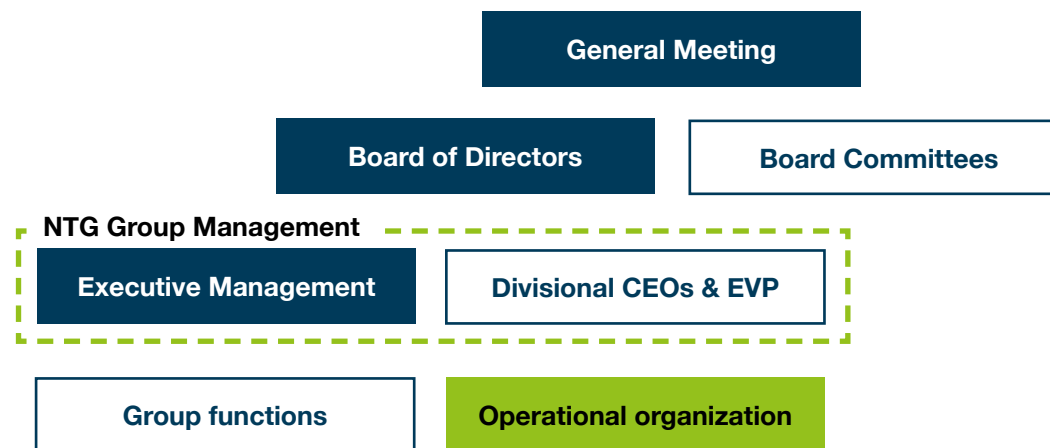 General Meeting
Board of Directors
Board Committees
NTG Group Management
Executive Management
Divisional CEOs & EVP
Group functions
Operational organization